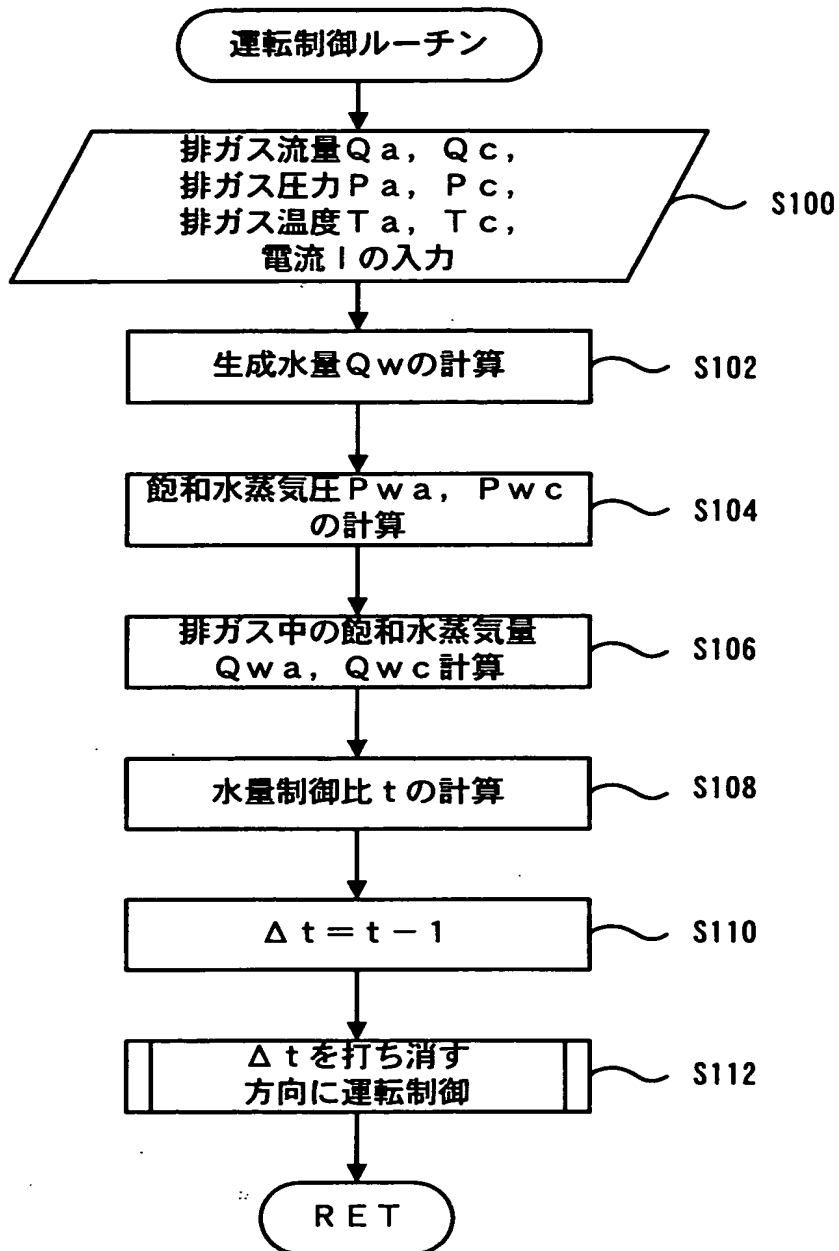 運転制御ルーチン
排ガス流量Qa,Qc,
排ガス圧力Pa,Pc,
排ガス温度Ta,Tc,
電流Iの入力
S100
生成水量Qwの計算
S102
飽和水蒸気圧Pwa,Pwc
の計算
S104
排ガス中の飽和水蒸気量
Qwa,Qwc計算
S106
水量制御比tの計算
S108
Δt=t-1
S110
Δtを打ち消す
方向に運転制御
S112
RET